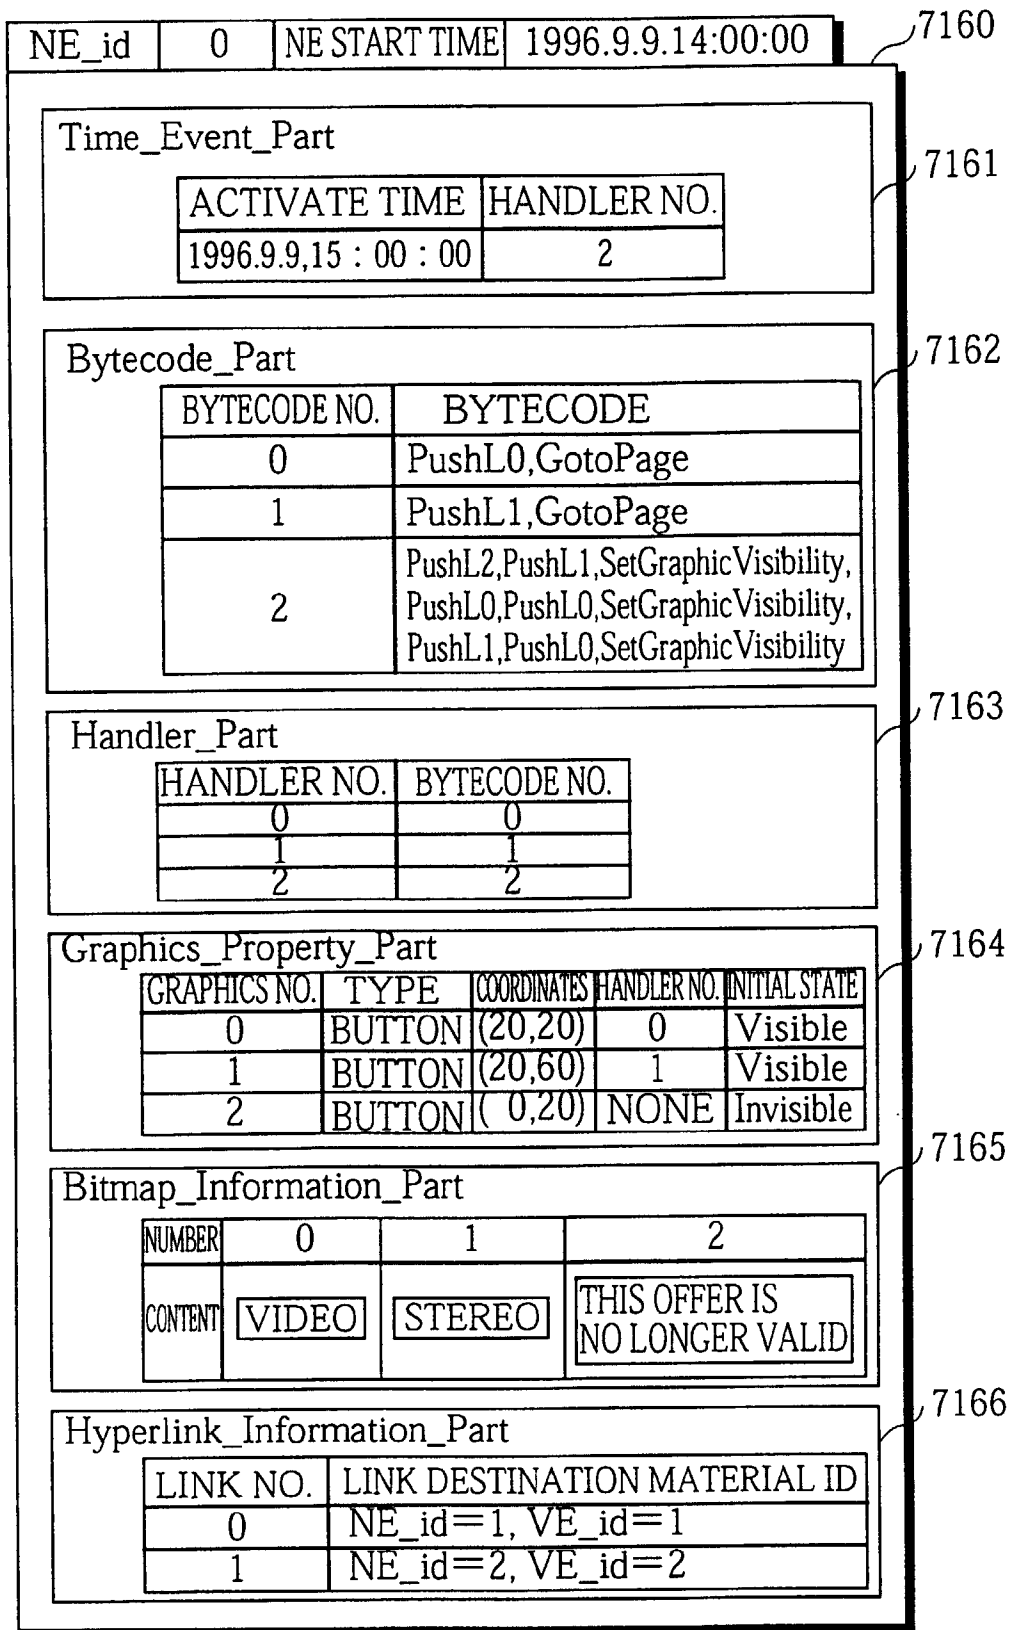 NE_id 0 NE START TIME 1996.9.9.14:00:00
7160
Time_Event_Part
7161
ACTIVATE TIME HANDLER NO.
1996.9.9,15 : 00 : 00 2
Bytecode_Part
7162
BYTECODE NO. BYTECODE
0 PushL0,GotoPage
1 PushL1,GotoPage
2 PushL2,PushL1,SetGraphicVisibility,
PushL0,PushL0,SetGraphicVisibility,
PushL1,PushL0,SetGraphicVisibility
7163
Handler_Part
HANDLER NO. BYTECODE NO.
0 0
1 1
2 2
Graphics_Property_Part
7164
GRAPHICS NO. TYPE COORDINATES HANDLER NO. INITIAL STATE
0 BUTTON (20,20) 0 Visible
1 BUTTON (20,60) 1 Visible
2 BUTTON ( 0,20) NONE Invisible
7165
Bitmap_Information_Part
NUMBER 0 1 2
CONTENT VIDEO STEREO THIS OFFER IS
NO LONGER VALID
7166
Hyperlink_Information_Part
LINK NO. LINK DESTINATION MATERIAL ID
0 NE_id=1, VE_id=1
1 NE_id=2, VE_id=2